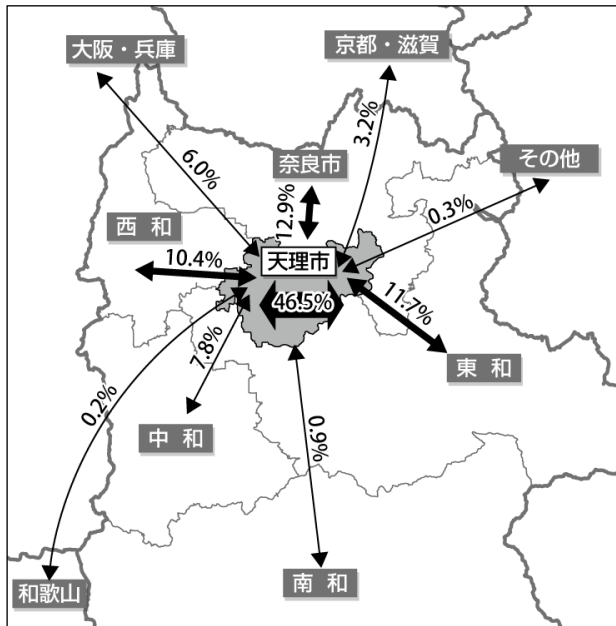 大阪・兵庫
京都・滋賀
6.0%
3.2%
奈良市
その他
12.9%
0.3%
西和
10.4%
天理市
46.5%
11.7%
7.8%
東和
0.2%
中和
0.9%
和歌山
南和